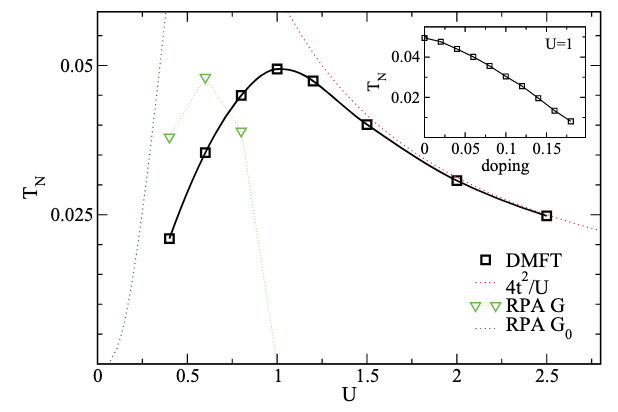 0.05
0.025
T_N
0
0.5
1
1.5
2
2.5
U
U=1
0.04
0.02
T_N
0
0.05
0.1
0.15
doping
DMFT
4t²/U
RPA G
RPA G₀